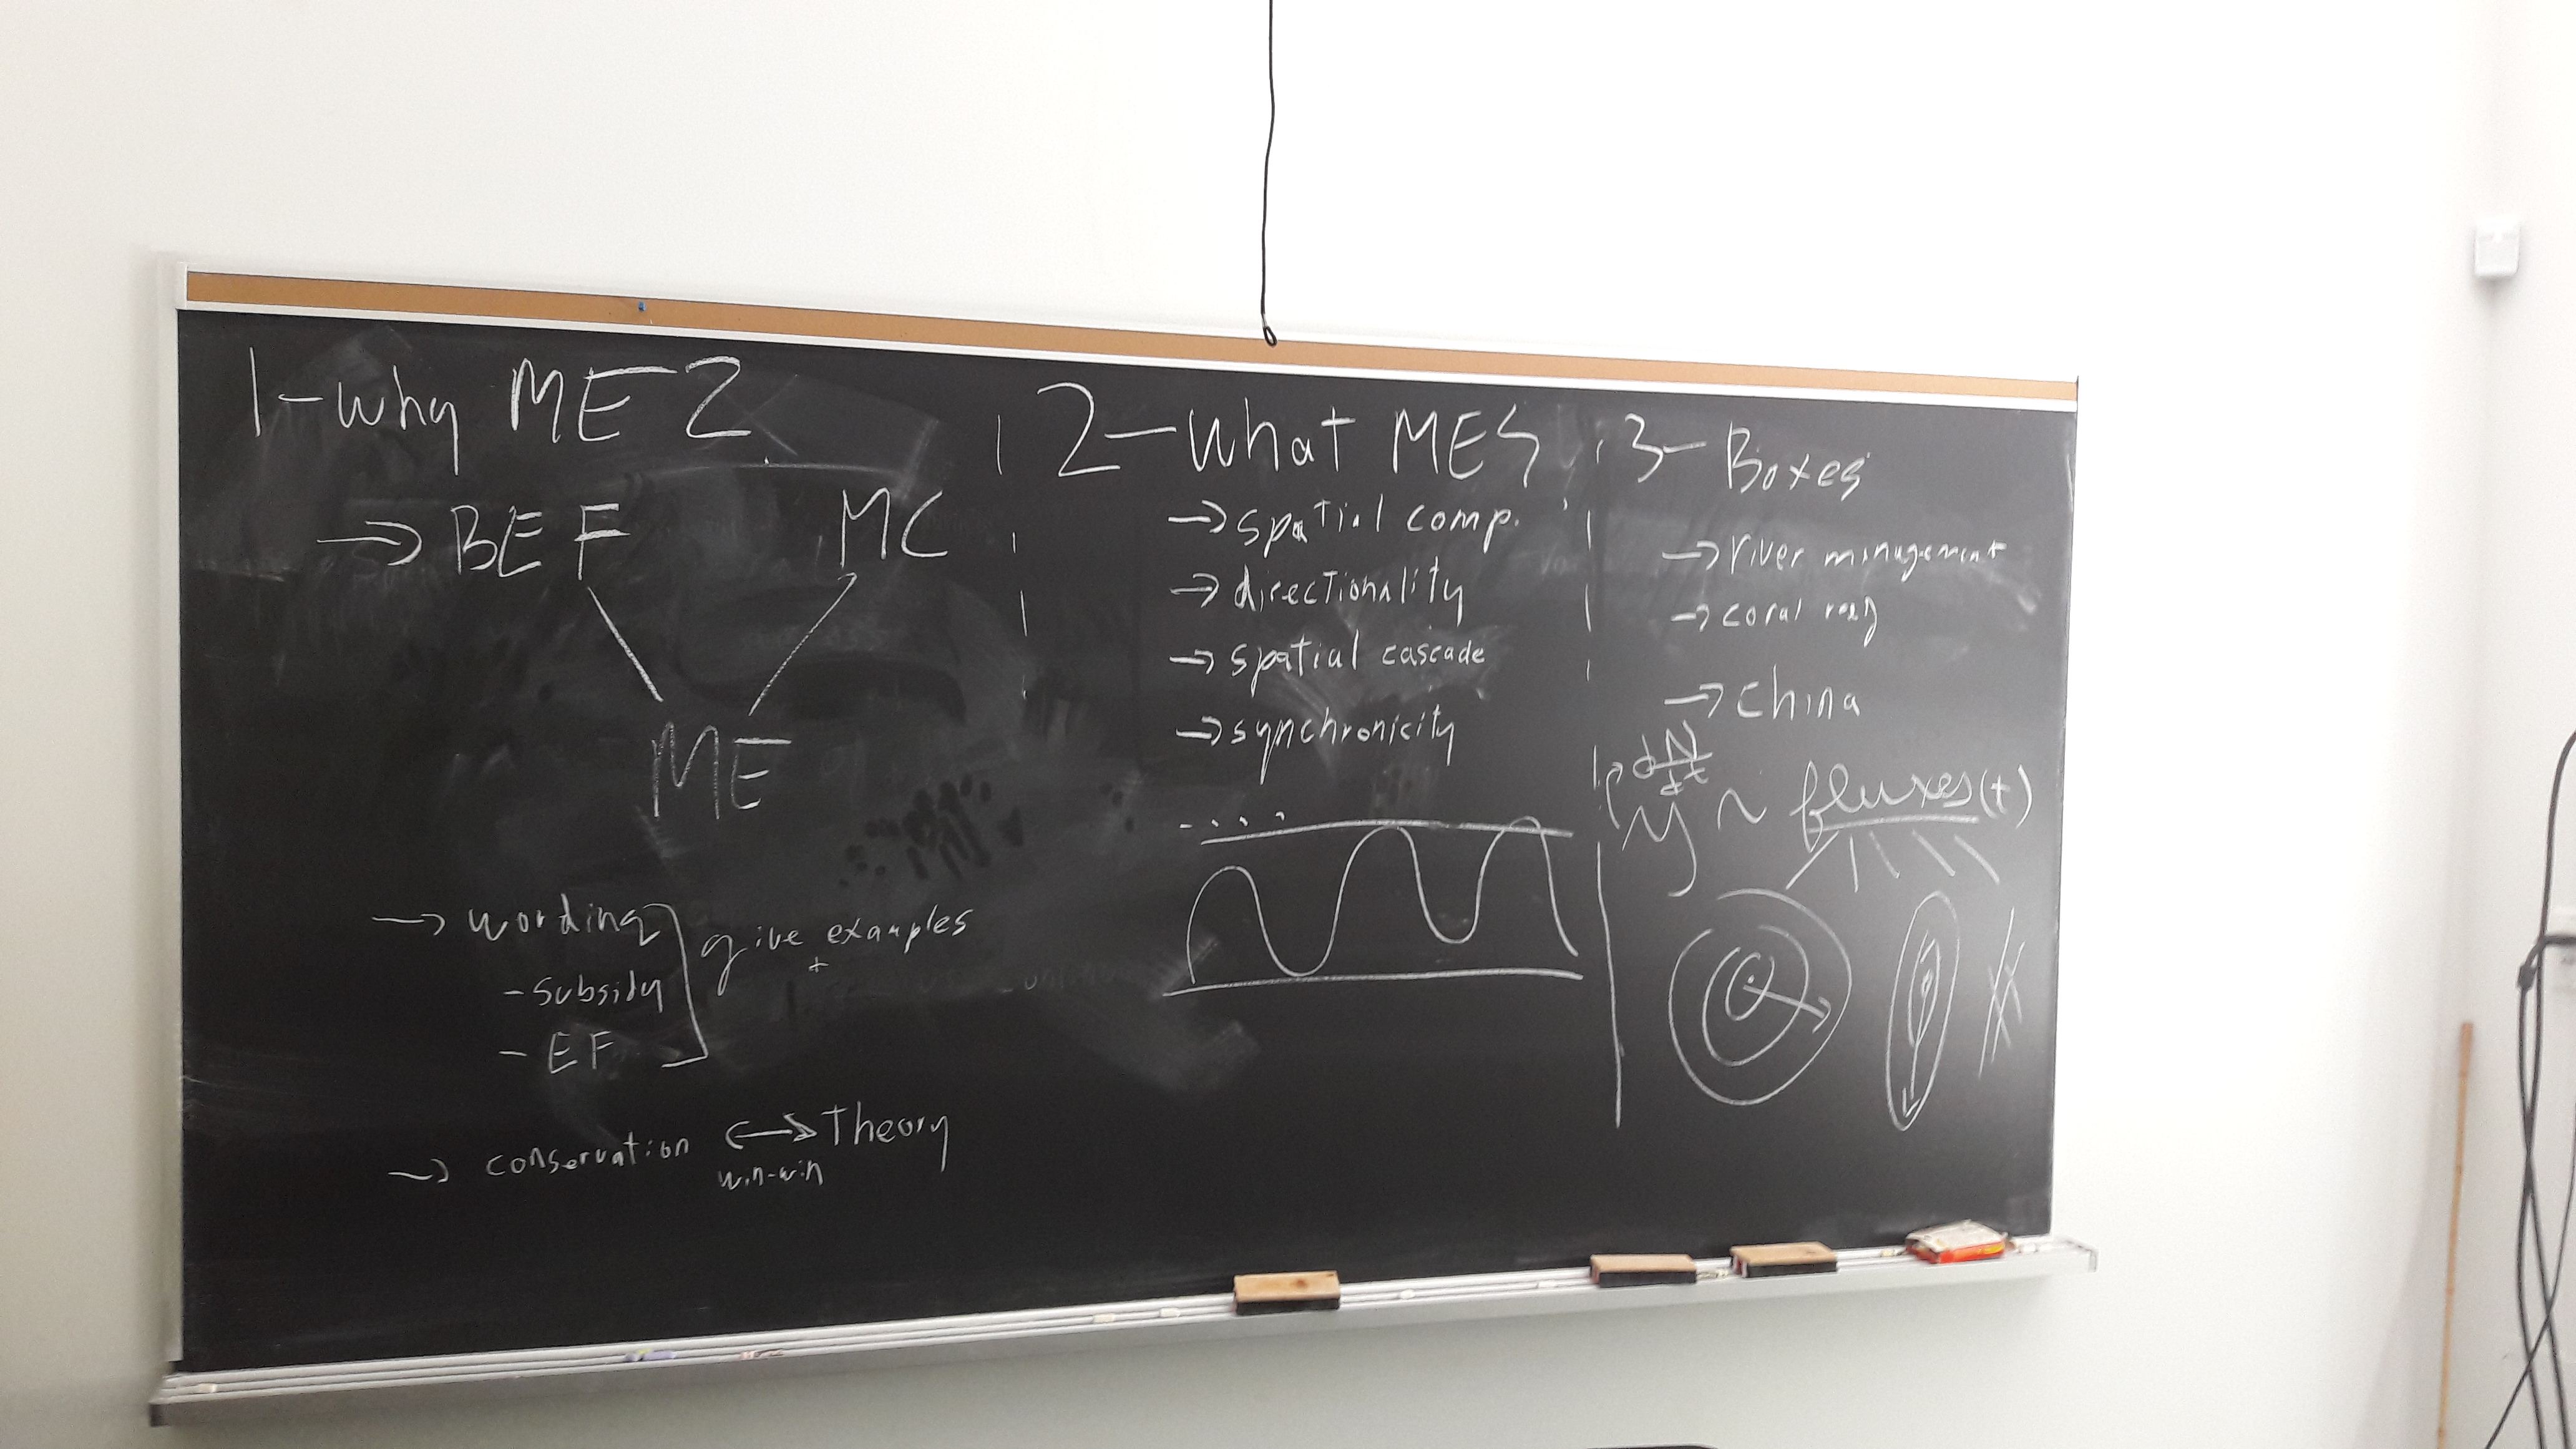 1-why ME?
→ BEF MC
ME
→ wording
- subsidy
- EF
give examples
+
→ conservation ↔ Theory
win-win
2-what MES
→ spatial comp.
→ directionality
→ spatial cascade
→ synchronicity
....
3- Boxes
→ river management
→ coral reef
→ China
→ dN/dt
y ~ fluxes(t)